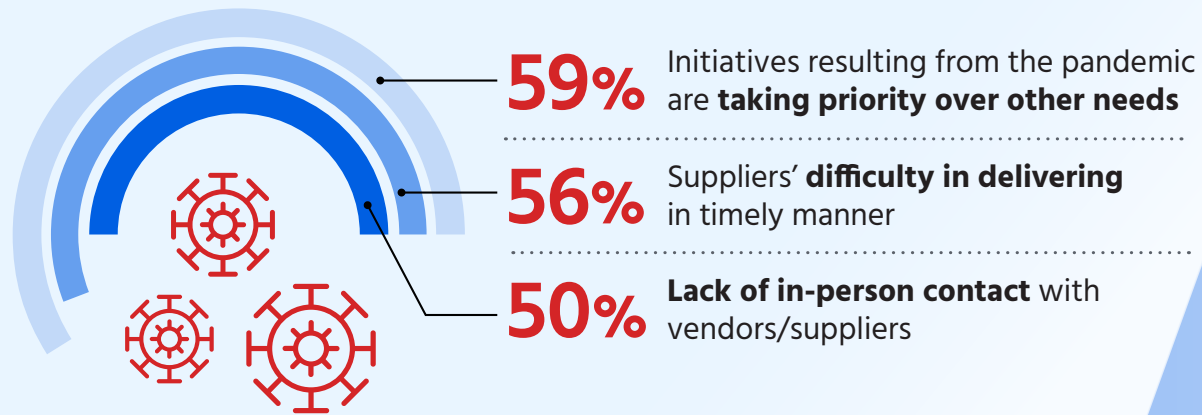 59%
Initiatives resulting from the pandemic
are taking priority over other needs
56%
Suppliers’ difficulty in delivering
in timely manner
50%
Lack of in-person contact with
vendors/suppliers